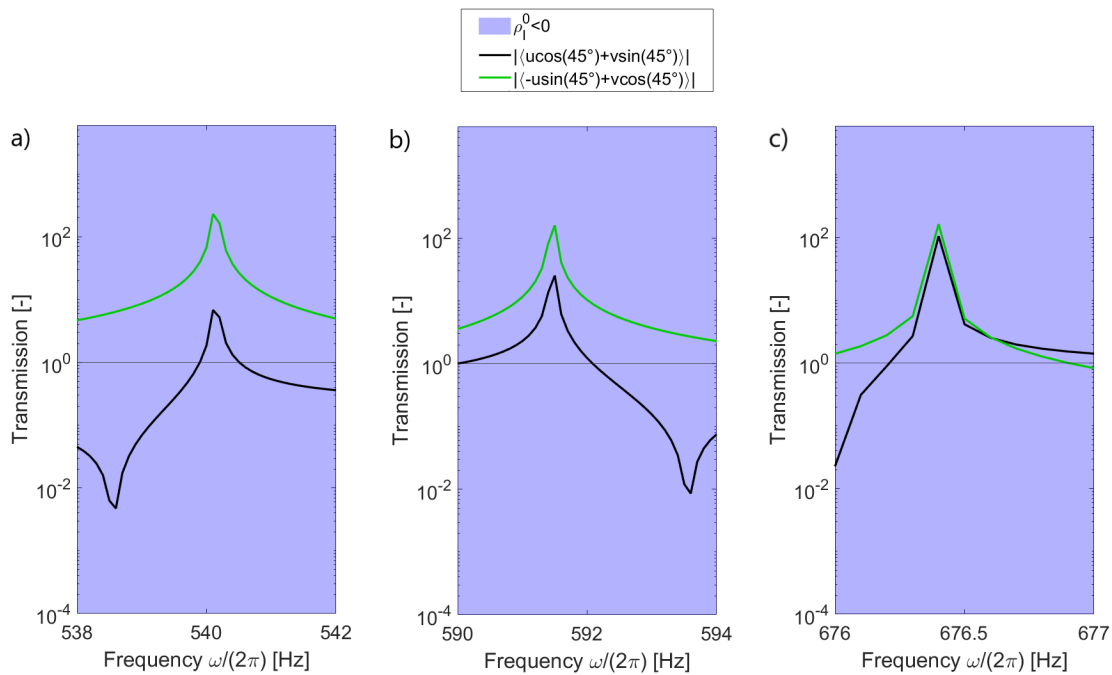 ρ_l^0<0
|⟨ucos(45°)+vsin(45°)⟩|
|⟨-usin(45°)+vcos(45°)⟩|
a)
Transmission [-]
10^2
10^0
10^-2
10^-4
538
540
542
Frequency ω/(2π) [Hz]
b)
Transmission [-]
10^2
10^0
10^-2
10^-4
590
592
594
Frequency ω/(2π) [Hz]
c)
Transmission [-]
10^2
10^0
10^-2
10^-4
676
676.5
677
Frequency ω/(2π) [Hz]